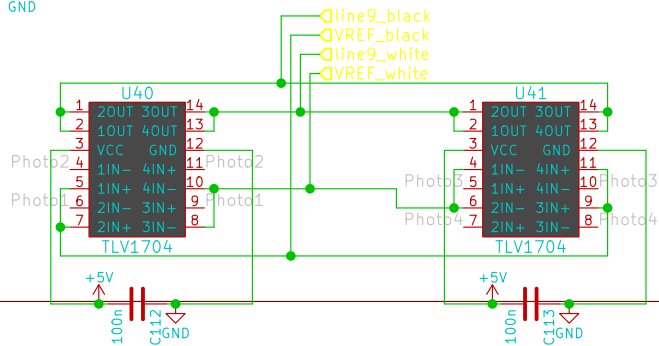 GND
line9_black
VREF_black
line9_white
VREF_white
U40
1 2OUT 3OUT 14
2 1OUT 4OUT 13
3 VCC GND 12
Photo2 4 1IN- 4IN+ 11 Photo2
5 1IN+ 4IN- 10
Photo1 6 2IN- 3IN+ 9 Photo1
7 2IN+ 3IN- 8
TLV1704
U41
1 2OUT 3OUT 14
2 1OUT 4OUT 13
3 VCC GND 12
4 1IN- 4IN+ 11
Photo3 5 1IN+ 4IN- 10 Photo3
6 2IN- 3IN+ 9
Photo4 7 2IN+ 3IN- 8 Photo4
TLV1704
+5V
100n
C112
GND
+5V
100n
C113
GND